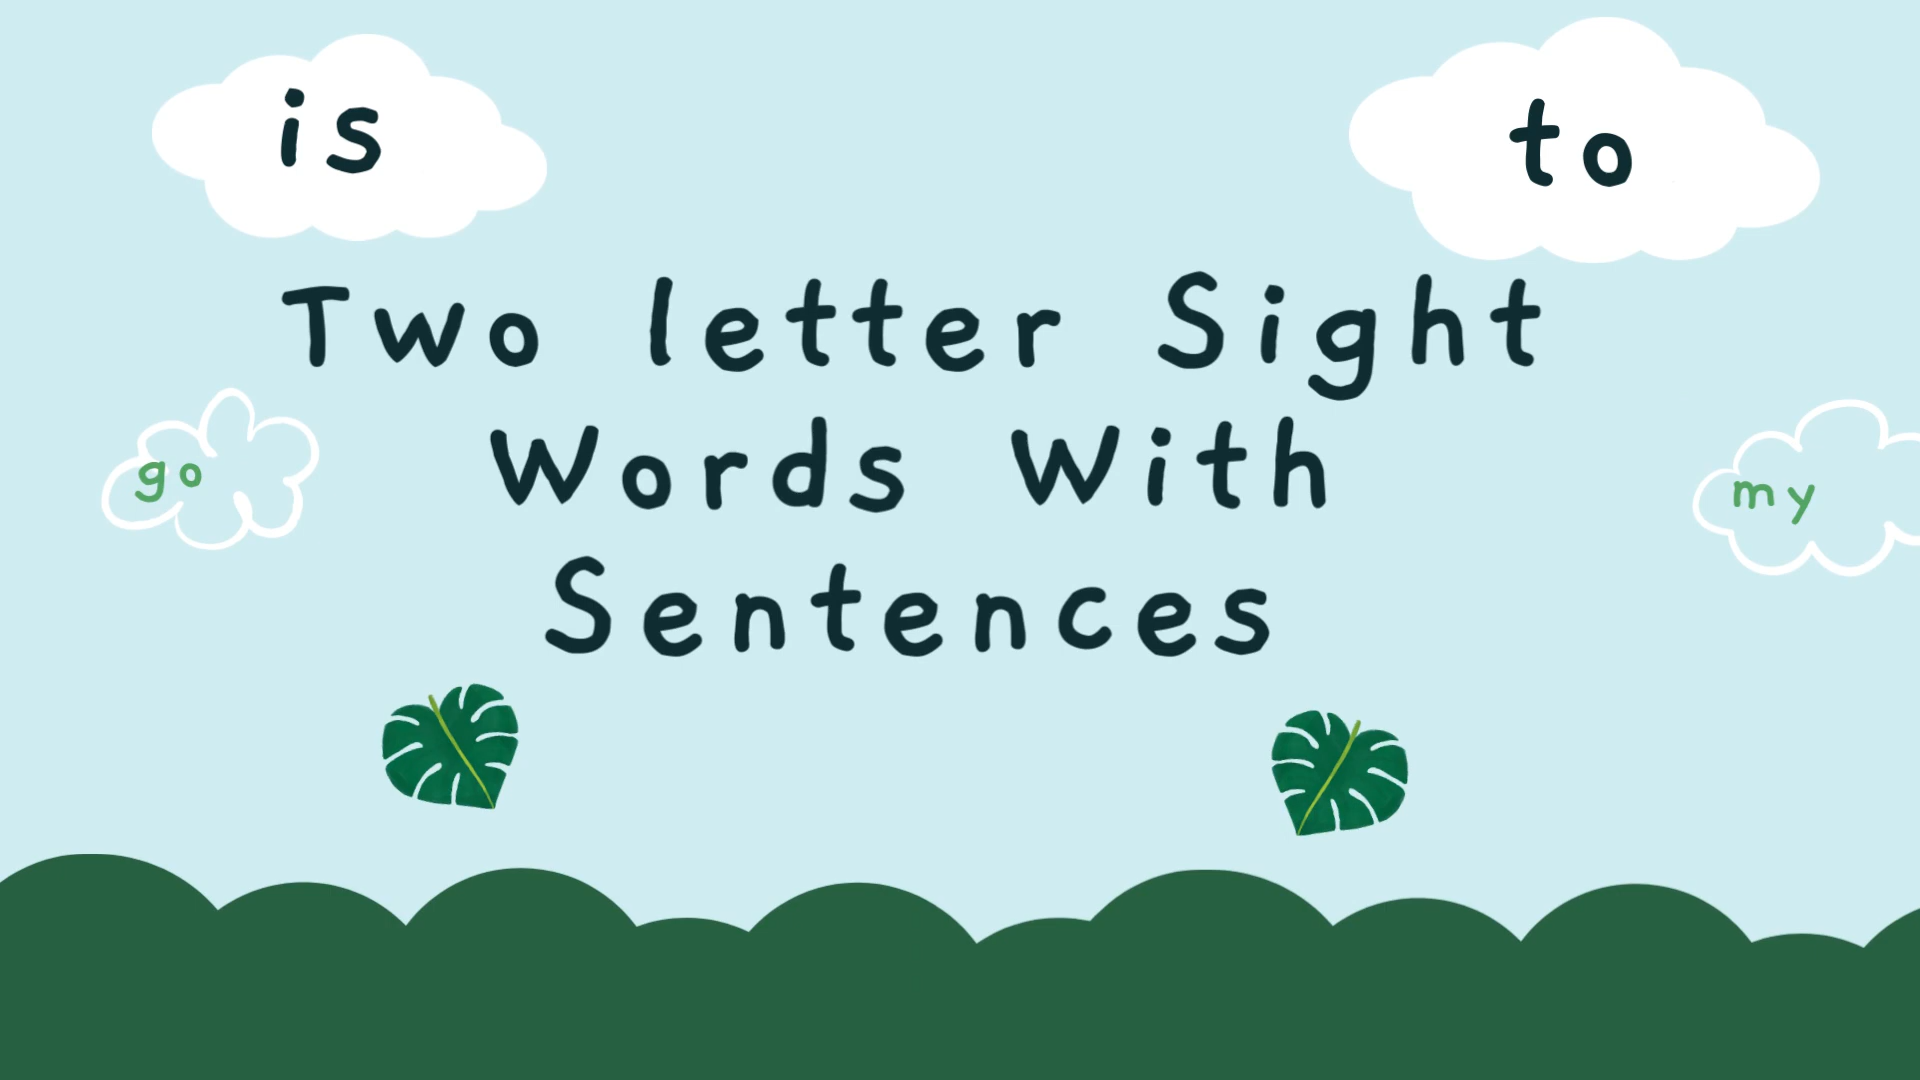 is
to
Two letter Sight
Words With
Sentences
go
my